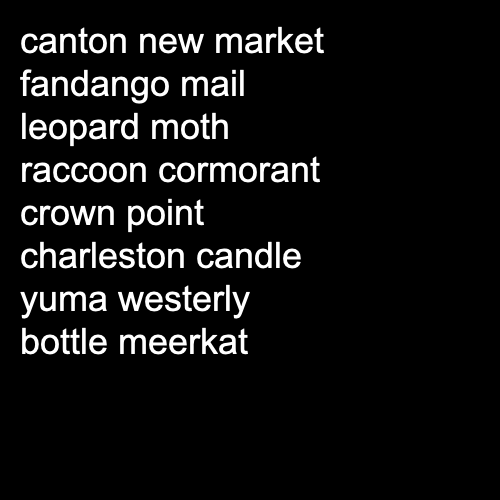 canton new market
fandango mail
leopard moth
raccoon cormorant
crown point
charleston candle
yuma westerly
bottle meerkat